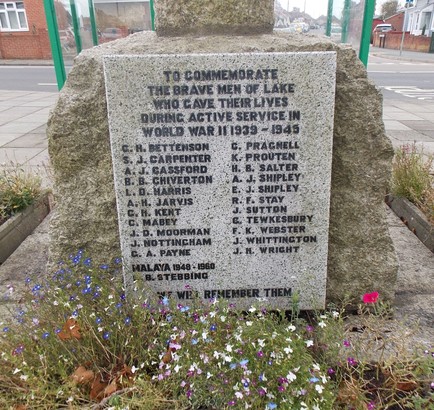 TO COMMEMORATE
THE BRAVE MEN OF LAKE
WHO GAVE THEIR LIVES
DURING ACTIVE SERVICE IN
WORLD WAR II 1939 - 1945
C. H. BETTENSON
S. J. CARPENTER
A. J. GASSFORD
B. B. CHIVERTON
L. D. HARRIS
A. H. JARVIS
G. H. KENT
C. MABEY
J. D. MOORMAN
J. NOTTINGHAM
G. A. PAYNE
G. PRAGNELL
K. PROUTEN
H. B. SALTER
A. J. SHIPLEY
E. J. SHIPLEY
R. F. STAY
J. SUTTON
G. TEWKESBURY
F. K. WEBSTER
J. WHITTINGTON
J. H. WRIGHT
MALAYA 1948 - 1960
B. STEBBING
WE WILL REMEMBER THEM